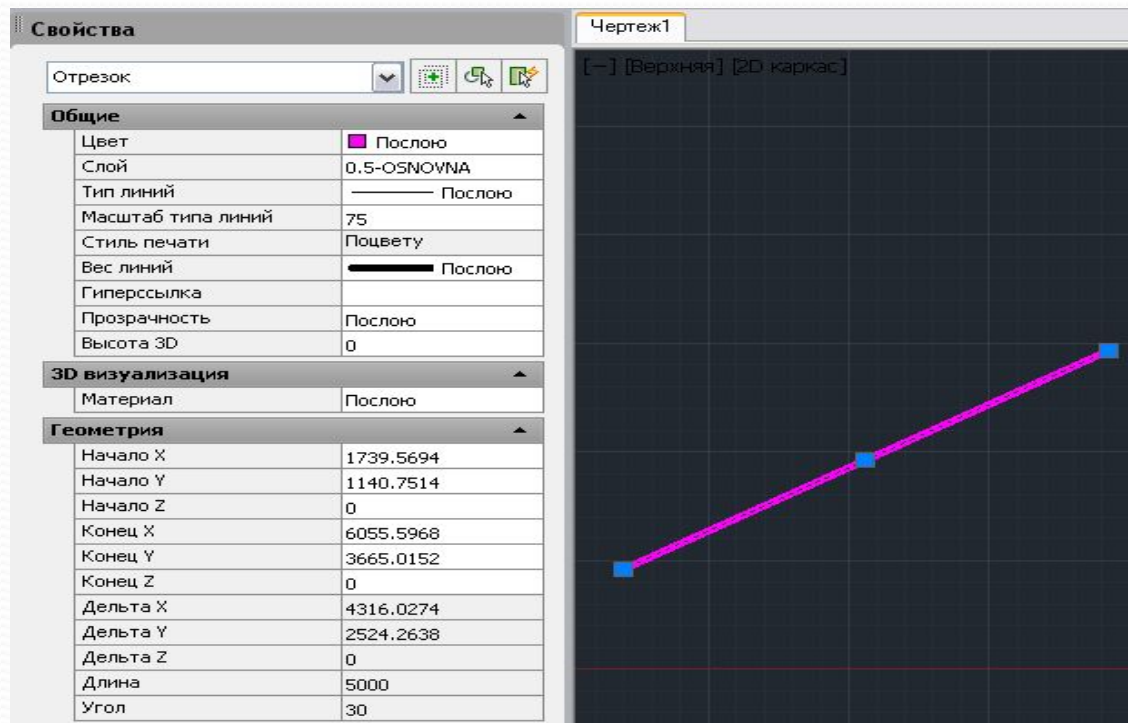 Свойства
Чертеж1
[−] [Верхняя] [2D каркас]
Отрезок
Общие
Цвет Послою
Слой 0.5-OSNOVNA
Тип линий Послою
Масштаб типа линий 75
Стиль печати Поцвету
Вес линий Послою
Гиперссылка
Прозрачность Послою
Высота 3D 0
3D визуализация
Материал Послою
Геометрия
Начало X 1739.5694
Начало Y 1140.7514
Начало Z 0
Конец X 6055.5968
Конец Y 3665.0152
Конец Z 0
Дельта X 4316.0274
Дельта Y 2524.2638
Дельта Z 0
Длина 5000
Угол 30